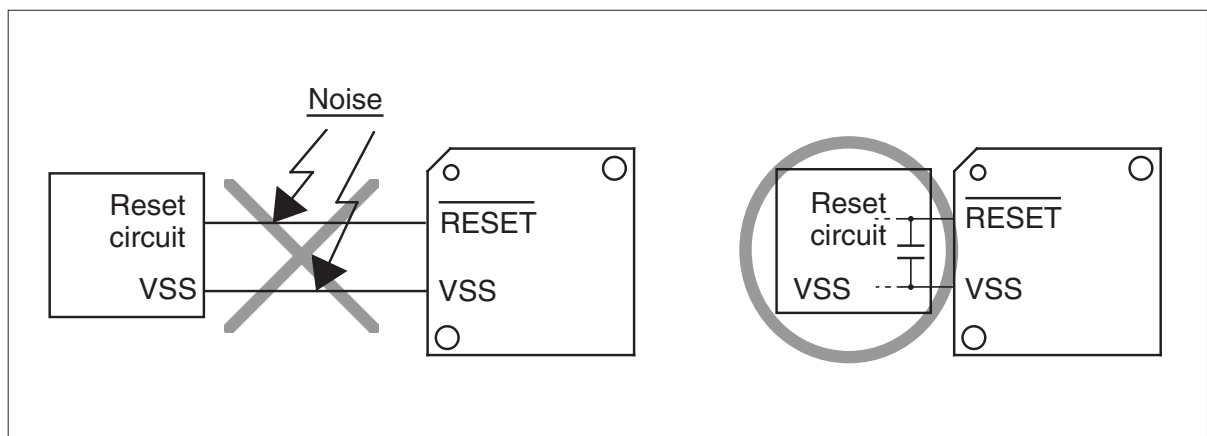 Noise
Reset
circuit
VSS
RESET
VSS
Reset
circuit
VSS
RESET
VSS